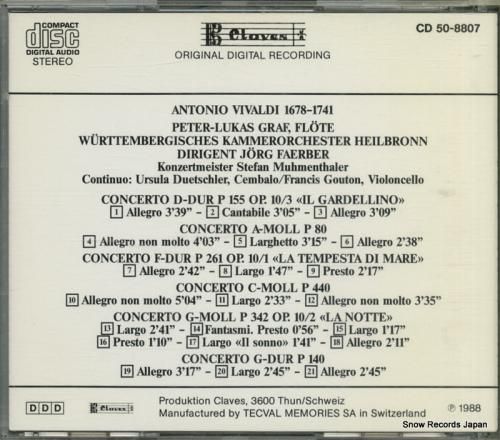 COMPACT
disc
DIGITAL AUDIO
STEREO
Claves
ORIGINAL DIGITAL RECORDING
CD 50-8807
ANTONIO VIVALDI 1678–1741
PETER-LUKAS GRAF, FLÖTE
WÜRTTEMBERGISCHES KAMMERORCHESTER HEILBRONN
DIRIGENT JÖRG FAERBER
Konzertmeister Stefan Muhmenthaler
Continuo: Ursula Duetschler, Cembalo/Francis Gouton, Violoncello
CONCERTO D-DUR P 155 OP. 10/3 «IL GARDELLINO»
1 Allegro 3'39" – 2 Cantabile 3'05" – 3 Allegro 3'09"
CONCERTO A-MOLL P 80
4 Allegro non molto 4'03" – 5 Larghetto 3'15" – 6 Allegro 2'38"
CONCERTO F-DUR P 261 OP. 10/1 «LA TEMPESTA DI MARE»
7 Allegro 2'42" – 8 Largo 1'47" – 9 Presto 2'17"
CONCERTO C-MOLL P 440
10 Allegro non molto 5'04" – 11 Largo 2'33" – 12 Allegro non molto 3'35"
CONCERTO G-MOLL P 342 OP. 10/2 «LA NOTTE»
13 Largo 2'41" – 14 Fantasmi. Presto 0'56" – 15 Largo 1'17"
16 Presto 1'10" – 17 Largo «Il sonno» 1'41" – 18 Allegro 2'11"
CONCERTO G-DUR P 140
19 Allegro 3'17" – 20 Largo 2'45" – 21 Allegro 2'45"
DDD
Claves
Produktion Claves, 3600 Thun/Schweiz
Manufactured by TECVAL MEMORIES SA in Switzerland
℗ 1988
Snow Records Japan